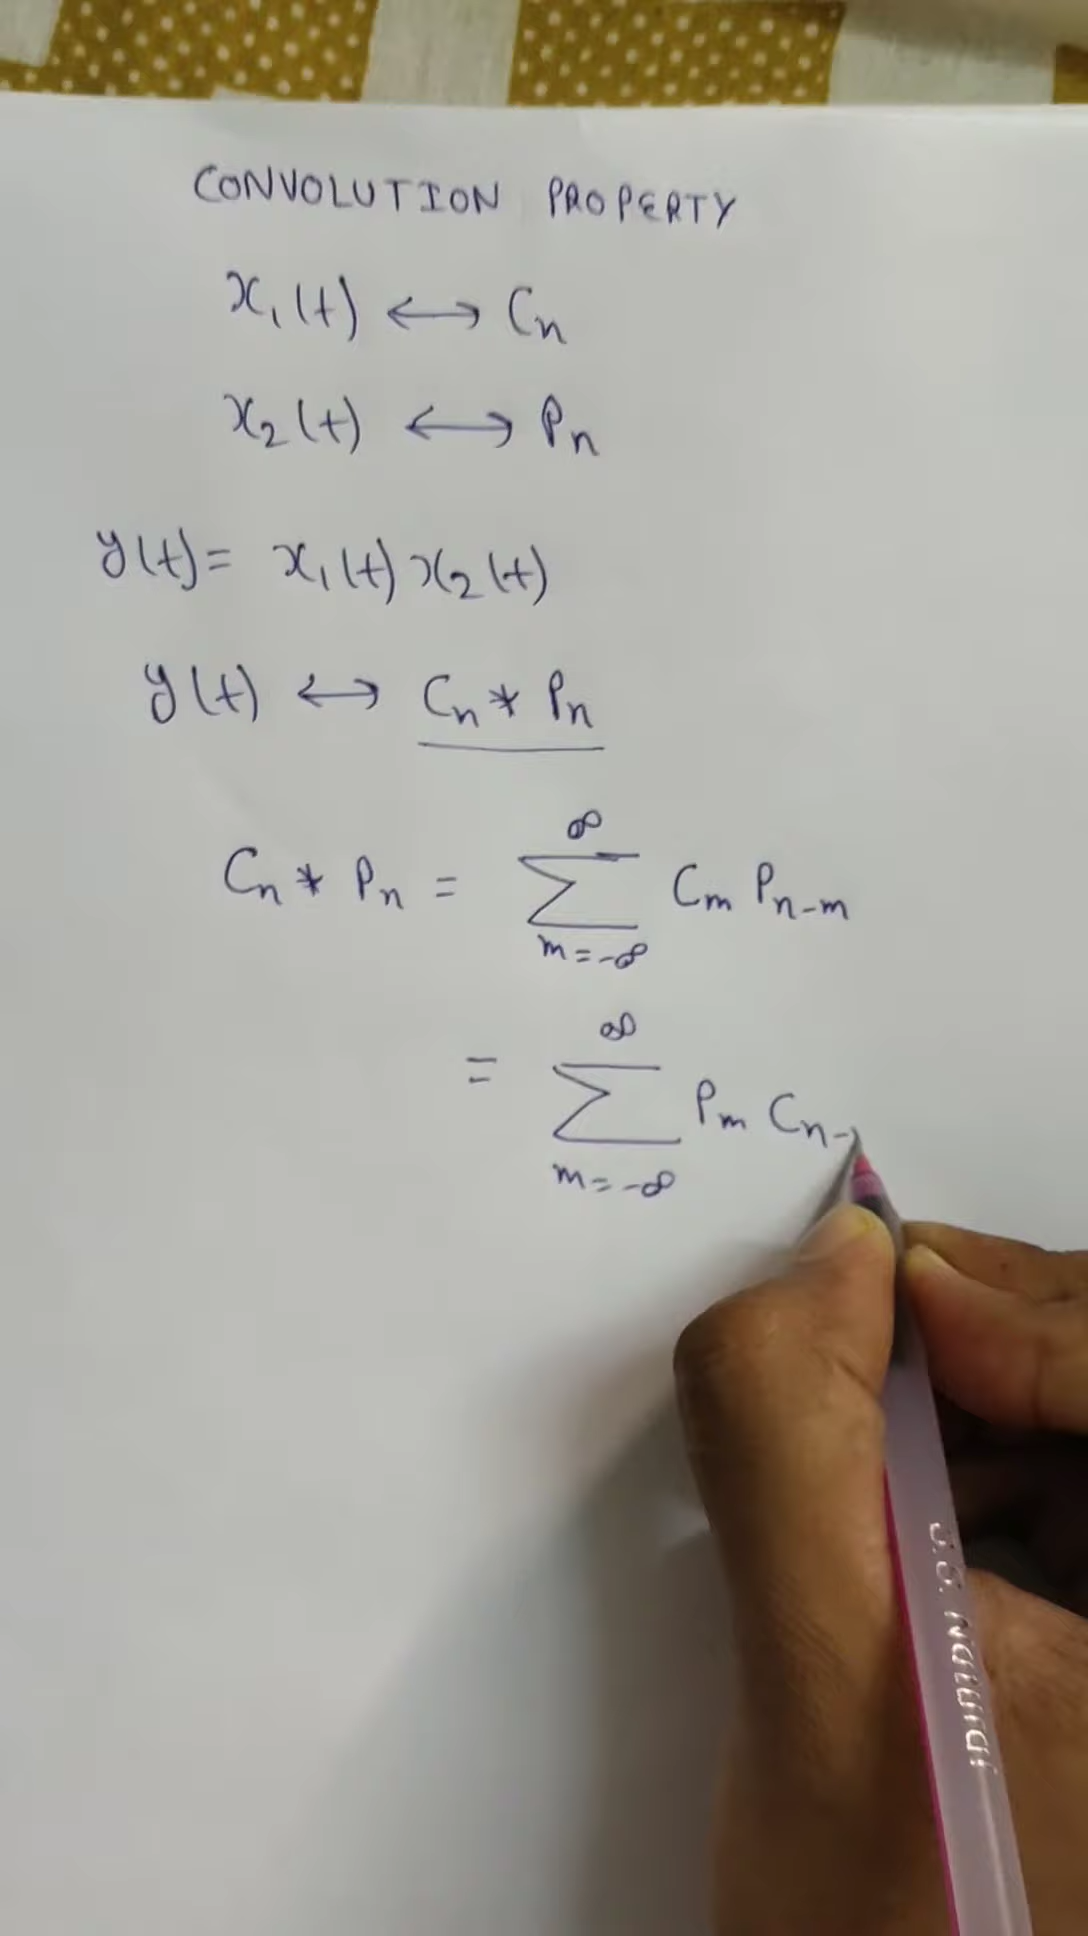 CONVOLUTION PROPERTY
x₁(t) ⟷ Cn
x₂(t) ⟷ Pn
y(t) = x₁(t) x₂(t)
y(t) ⟷ Cn * Pn
∞
Cn * Pn = ∑ Cm Pn-m
m = -∞
∞
= ∑ Pm Cn-
m = -∞